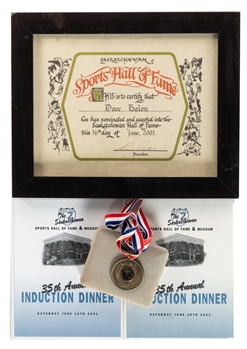 SASKATCHEWAN
Sports Hall of Fame
THIS is to certify that
Dave Balon
has been nominated and accepted into the
Saskatchewan Hall of Fame
this 16th day of June, 2001.
President
The
Saskatchewan
SPORTS HALL OF FAME & MUSEUM
35th Annual
INDUCTION DINNER
SATURDAY JUNE 16TH 2001
The
Saskatchewan
SPORTS HALL OF FAME & MUSEUM
35th Annual
INDUCTION DINNER
SATURDAY JUNE 16TH 2001